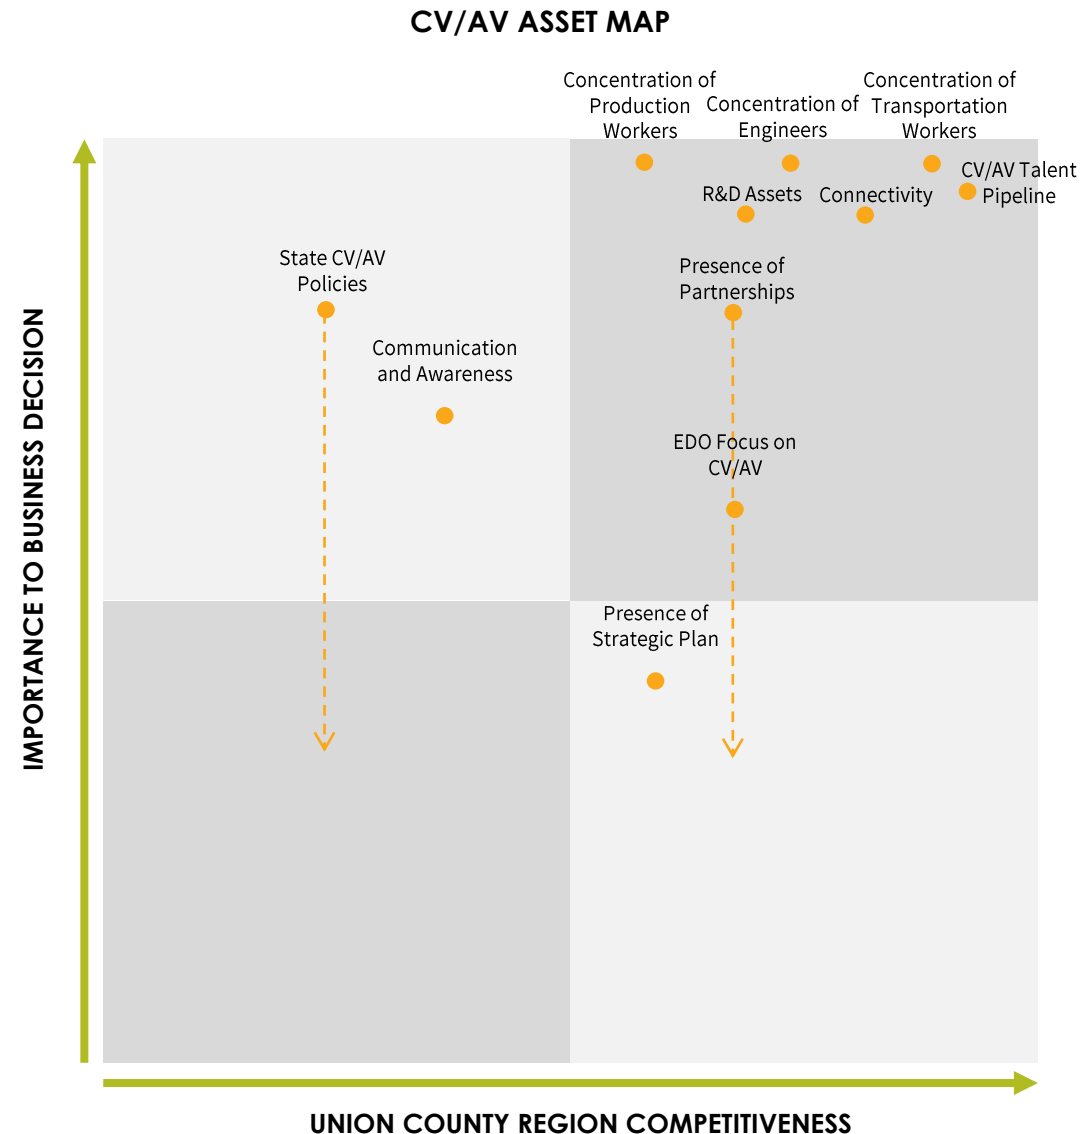 CV/AV ASSET MAP
Concentration of
Production
Workers
Concentration of
Engineers
Concentration of
Transportation
Workers
CV/AV Talent
Pipeline
R&D Assets
Connectivity
State CV/AV
Policies
Presence of
Partnerships
Communication
and Awareness
EDO Focus on
CV/AV
Presence of
Strategic Plan
IMPORTANCE TO BUSINESS DECISION
UNION COUNTY REGION COMPETITIVENESS